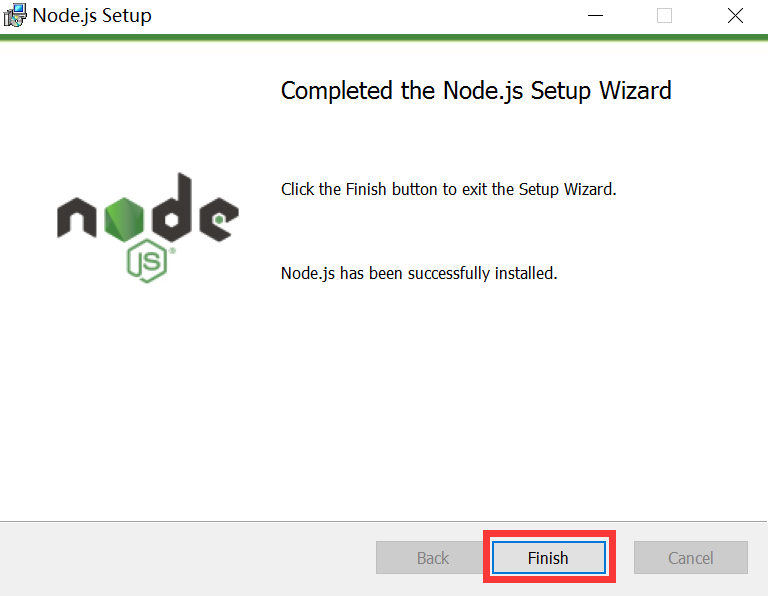 Node.js Setup
Completed the Node.js Setup Wizard
Click the Finish button to exit the Setup Wizard.
node
JS®
Node.js has been successfully installed.
Back
Finish
Cancel